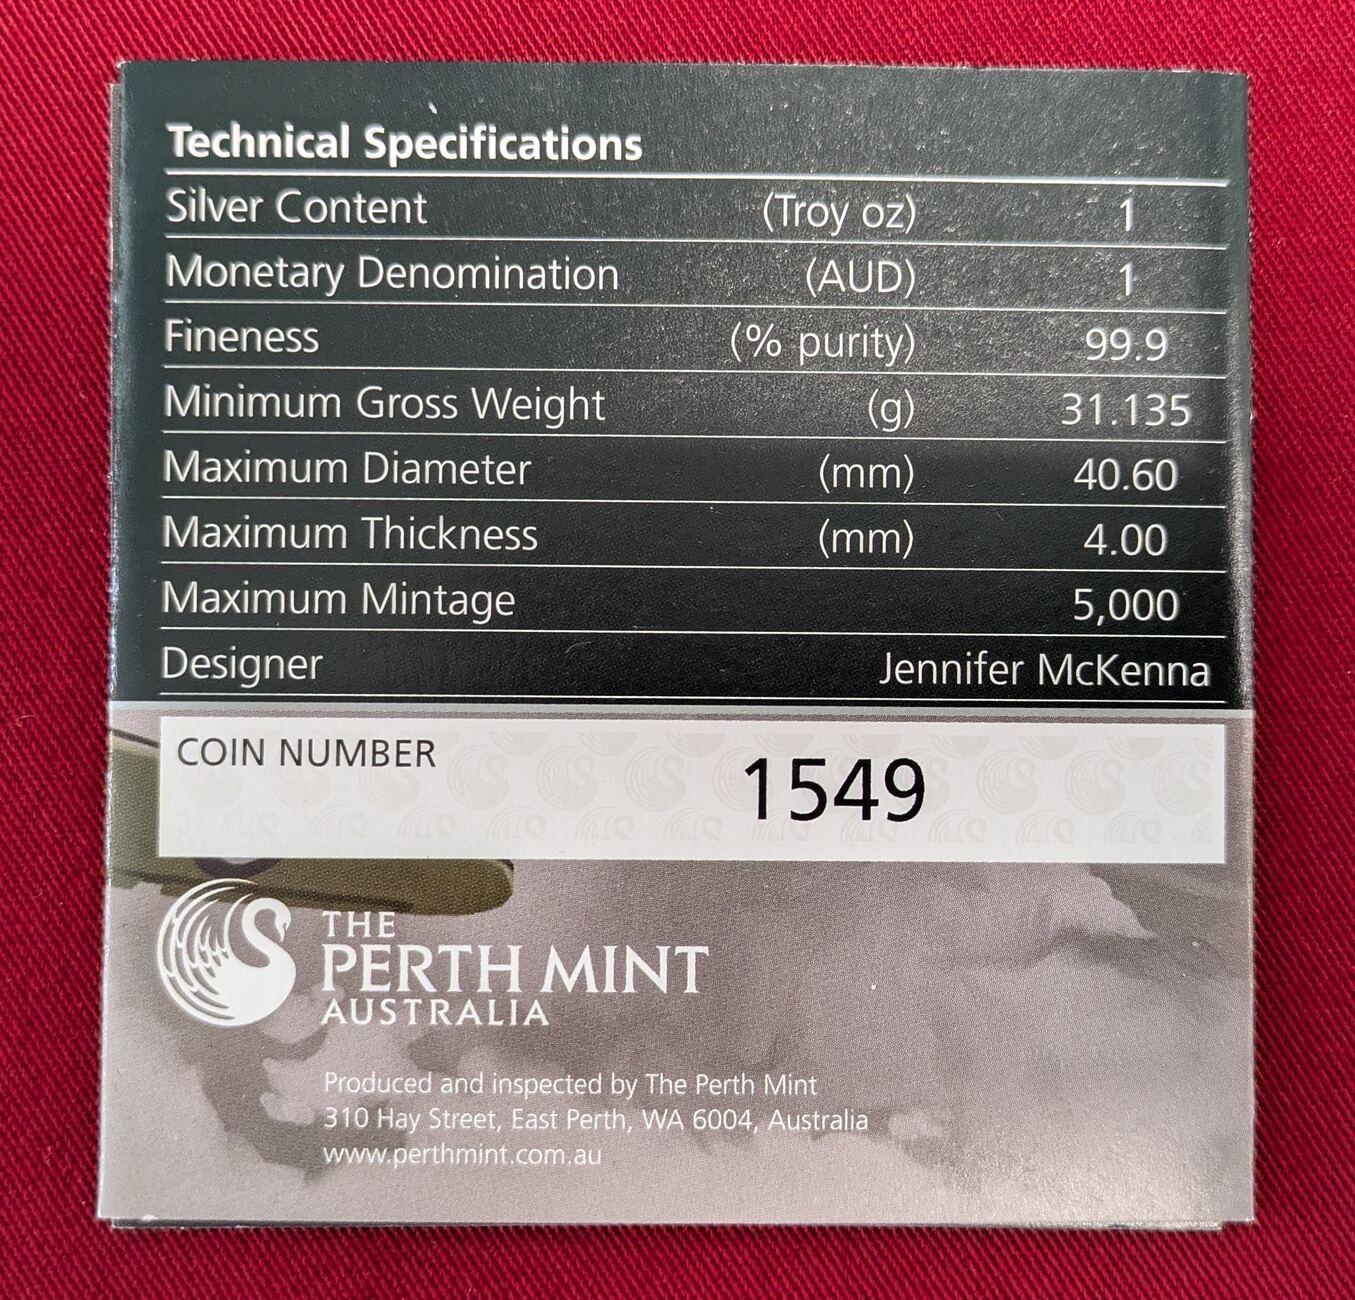 Technical Specifications
Silver Content (Troy oz) 1
Monetary Denomination (AUD) 1
Fineness (% purity) 99.9
Minimum Gross Weight (g) 31.135
Maximum Diameter (mm) 40.60
Maximum Thickness (mm) 4.00
Maximum Mintage 5,000
Designer Jennifer McKenna
COIN NUMBER 1549
THE
PERTH MINT
AUSTRALIA
Produced and inspected by The Perth Mint
310 Hay Street, East Perth, WA 6004, Australia
www.perthmint.com.au